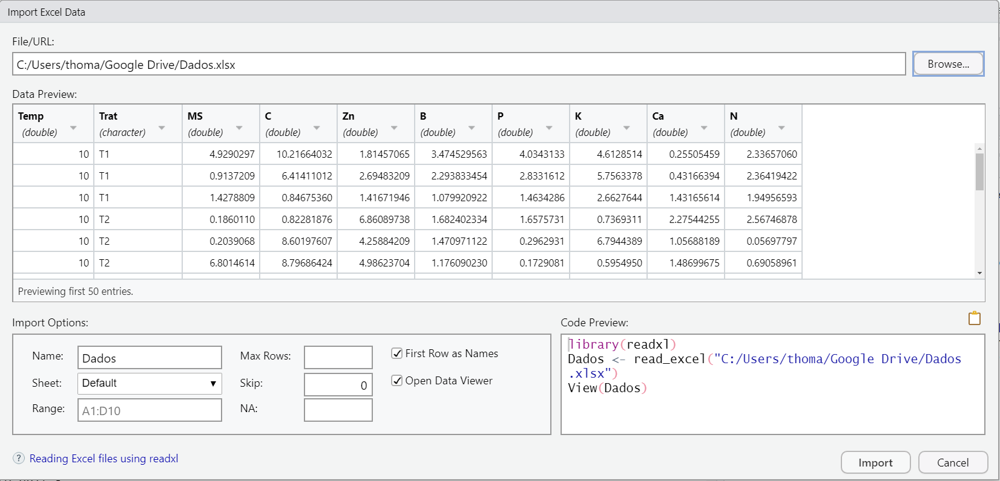 Import Excel Data
File/URL:
C:/Users/thoma/Google Drive/Dados.xlsx
Browse...
Data Preview:
Temp Trat MS C Zn B P K Ca N
(double) (character) (double) (double) (double) (double) (double) (double) (double) (double)
10 T1 4.9290297 10.21664032 1.81457065 3.474529563 4.0343133 4.6128514 0.25505459 2.33657060
10 T1 0.9137209 6.41411012 2.69483209 2.293833454 2.8331612 5.7563378 0.43166394 2.36419422
10 T1 1.4278809 0.84675360 1.41671946 1.079920922 1.4634286 2.6627644 1.43165614 1.94956593
10 T2 0.1860110 0.82281876 6.86089738 1.682402334 1.6575731 0.7369311 2.27544255 2.56746878
10 T2 0.2039068 8.60197607 4.25884209 1.470971122 0.2962931 6.7944389 1.05688189 0.05697797
10 T2 6.8014614 8.79686424 4.98623704 1.176090230 0.1729081 0.5954950 1.48699675 0.69058961
Previewing first 50 entries.
Import Options:
Name: Dados Max Rows: First Row as Names
Sheet: Default Skip: 0 Open Data Viewer
Range: A1:D10 NA:
Code Preview:
library(readxl)
Dados <- read_excel("C:/Users/thoma/Google Drive/Dados
.xlsx")
View(Dados)
? Reading Excel files using readxl
Import Cancel